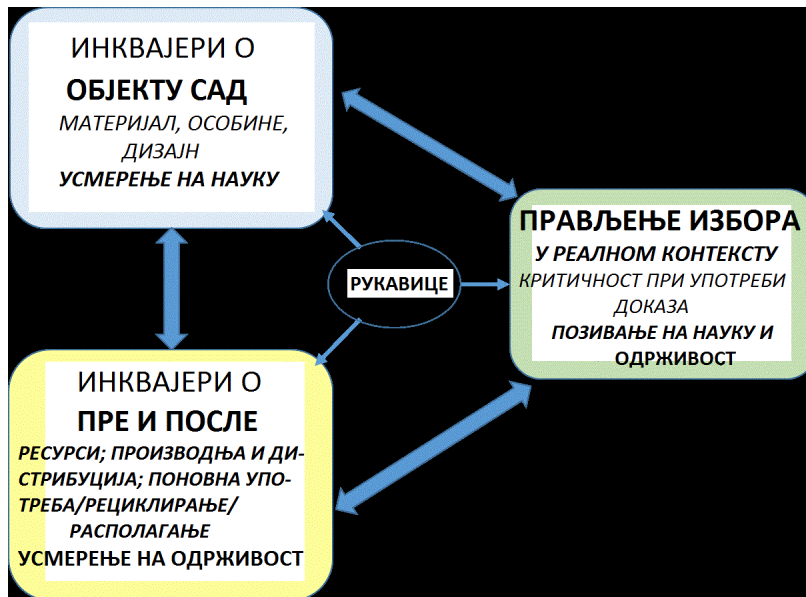 ИНКВАЈЕРИ О
ОБЈЕКТУ САД
МАТЕРИЈАЛ, ОСОБИНЕ,
ДИЗАЈН
УСМЕРЕЊЕ НА НАУКУ
ПРАВЉЕЊЕ ИЗБОРА
У РЕАЛНОМ КОНТЕКСТУ
КРИТИЧНОСТ ПРИ УПОТРЕБИ
ДОКАЗА
ПОЗИВАЊЕ НА НАУКУ И
ОДРЖИВОСТ
РУКАВИЦЕ
ИНКВАЈЕРИ О
ПРЕ И ПОСЛЕ
РЕСУРСИ; ПРОИЗВОДЊА И ДИ-
СТРИБУЦИЈА; ПОНОВНА УПО-
ТРЕБА/РЕЦИКЛИРАЊЕ/
РАСПОЛАГАЊЕ
УСМЕРЕЊЕ НА ОДРЖИВОСТ